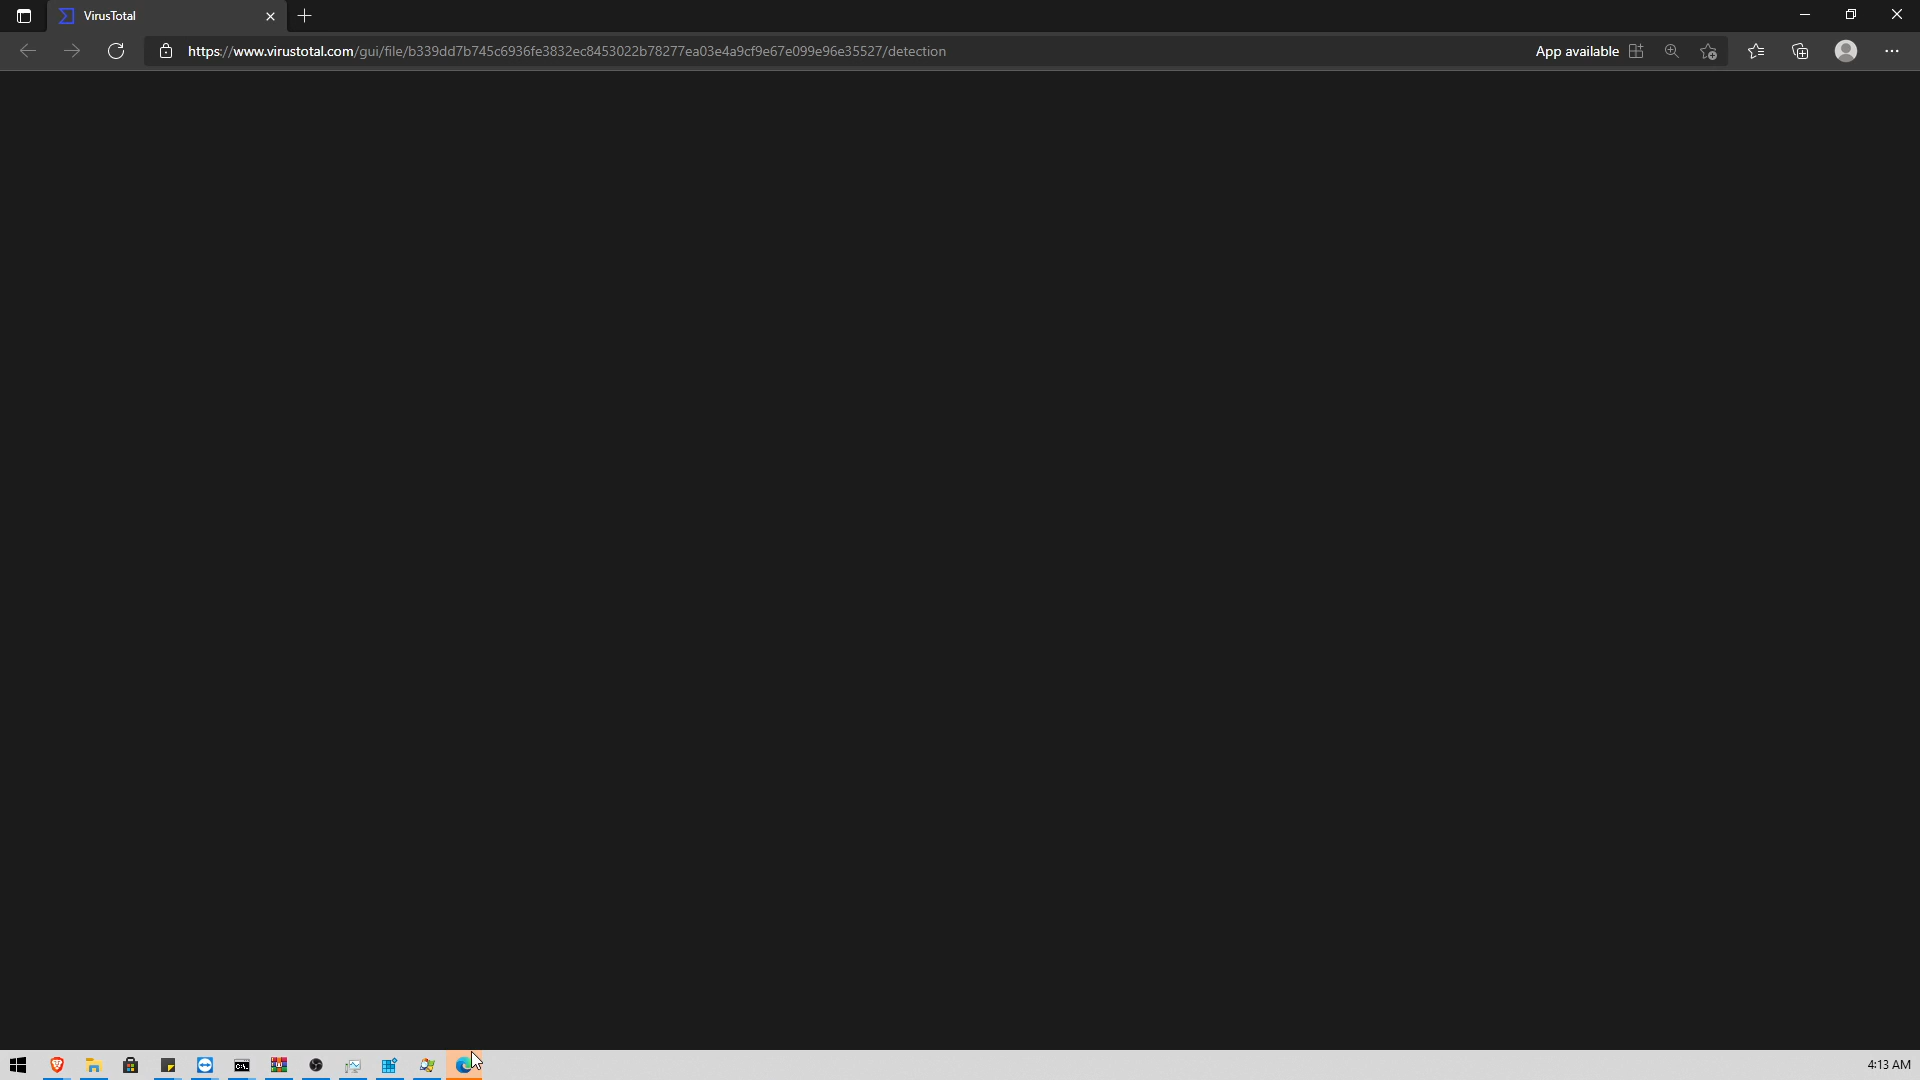 VirusTotal
https://www.virustotal.com/gui/file/b339dd7b745c6936fe3832ec8453022b78277ea03e4a9cf9e67e099e96e35527/detection
App available
4:13 AM